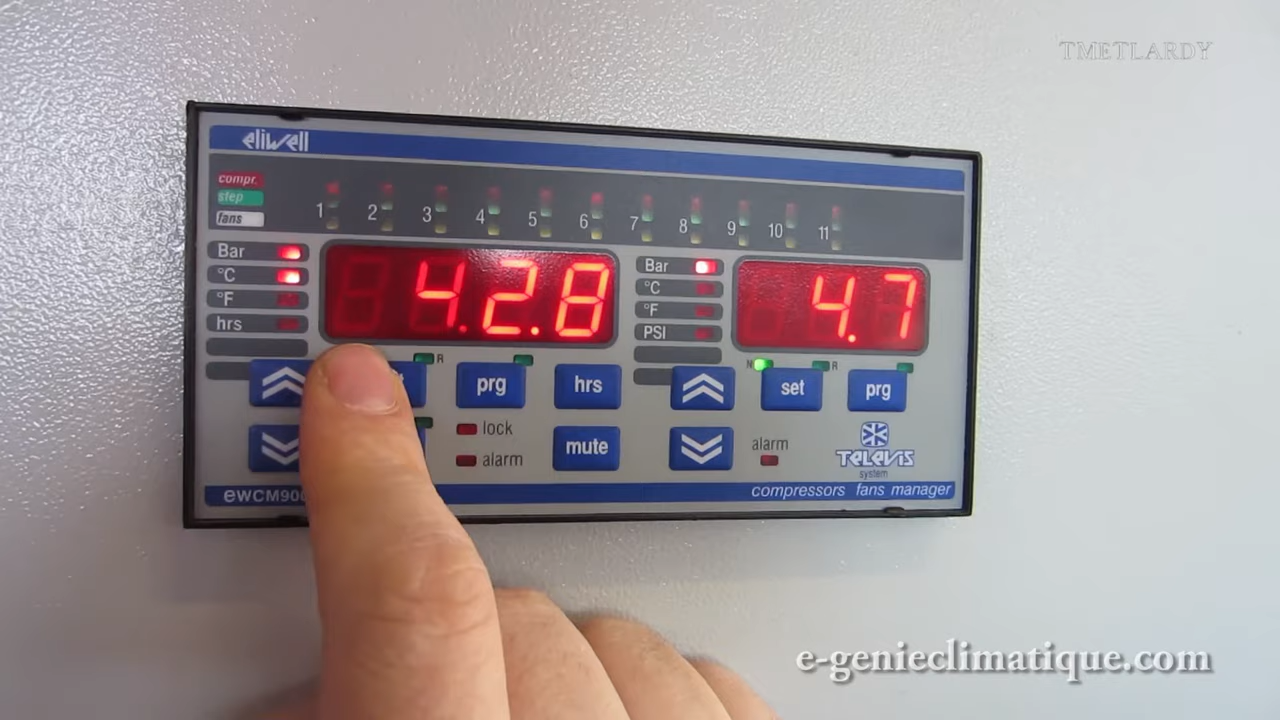 TMETLARDY
eliwell
compr.
step
fans
1 2 3 4 5 6 7 8 9 10 11
Bar
°C
°F
hrs
4.2.8
Bar
°C
°F
PSI
4.7
R
N
R
prg
hrs
set
prg
lock
alarm
mute
alarm
TELEVIS
system
compressors fans manager
e-genieclimatique.com